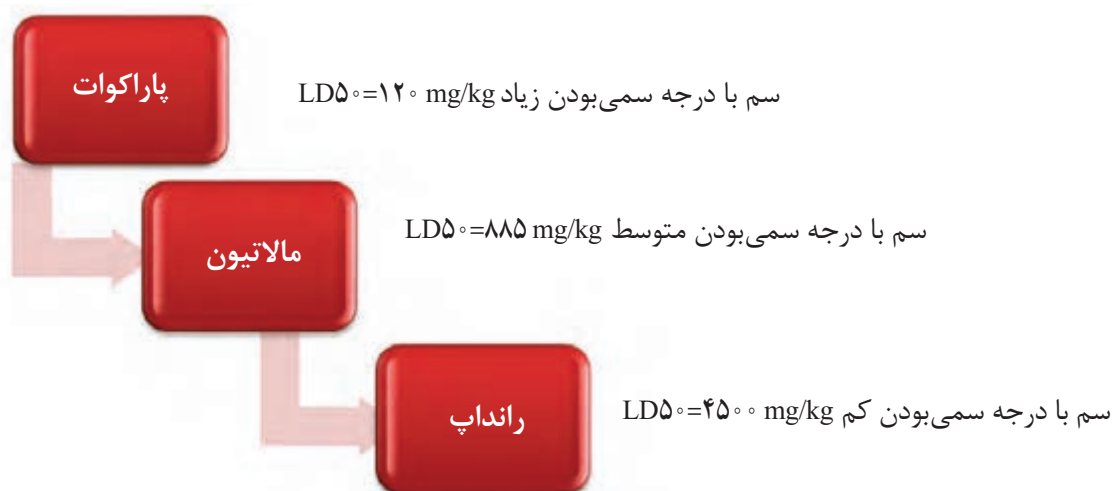 پاراکوات
سم با درجه سمی‌بودن زیاد LD۵۰=۱۲۰ mg/kg
مالاتیون
سم با درجه سمی‌بودن متوسط LD۵۰=۸۸۵ mg/kg
رانداپ
سم با درجه سمی‌بودن کم LD۵۰=۴۵۰۰ mg/kg